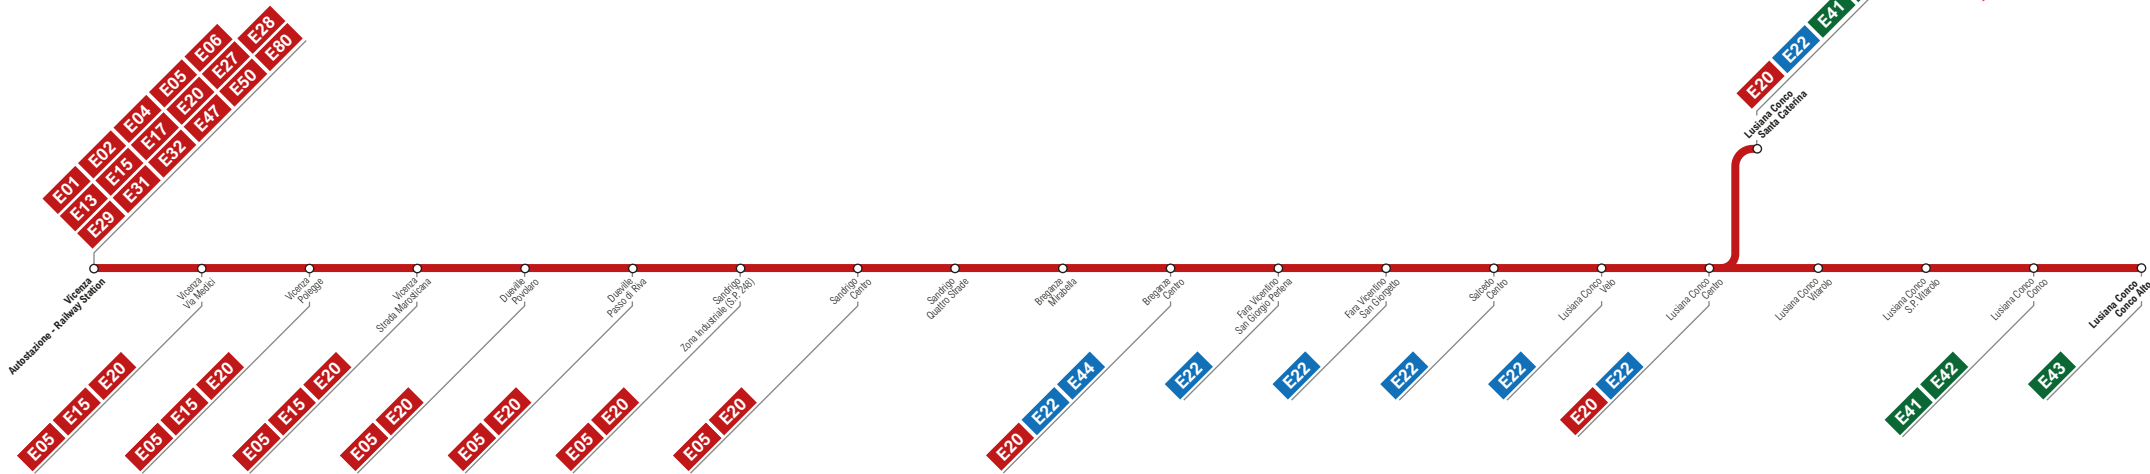 E01 E02 E04 E05 E06
E13 E15 E17 E20 E27 E28
E29 E31 E32 E47 E50 E80
E20 E22 E41
Lusiana Conco
Santa Caterina
Vicenza
Autostazione - Railway Station
Vicenza
Via Medici
Vicenza
Polegge
Vicenza
Strada Marosticana
Dueville
Povolaro
Dueville
Passo di Riva
Sandrigo
Zona Industriale (S.P. 248)
Sandrigo
Centro
Sandrigo
Quattro Strade
Breganze
Mirabella
Breganze
Centro
Fara Vicentino
San Giorgio Perlena
Fara Vicentino
San Giorgetto
Salcedo
Centro
Lusiana Conco
Velo
Lusiana Conco
Centro
Lusiana Conco
Vitarolo
Lusiana Conco
S.P. Vitarolo
Lusiana Conco
Conco
Lusiana Conco
Conco Alto
E05 E15 E20
E05 E15 E20
E05 E15 E20
E05 E20
E05 E20
E05 E20
E05 E20
E20 E22 E44
E22
E22
E22
E22
E20 E22
E41 E42
E43